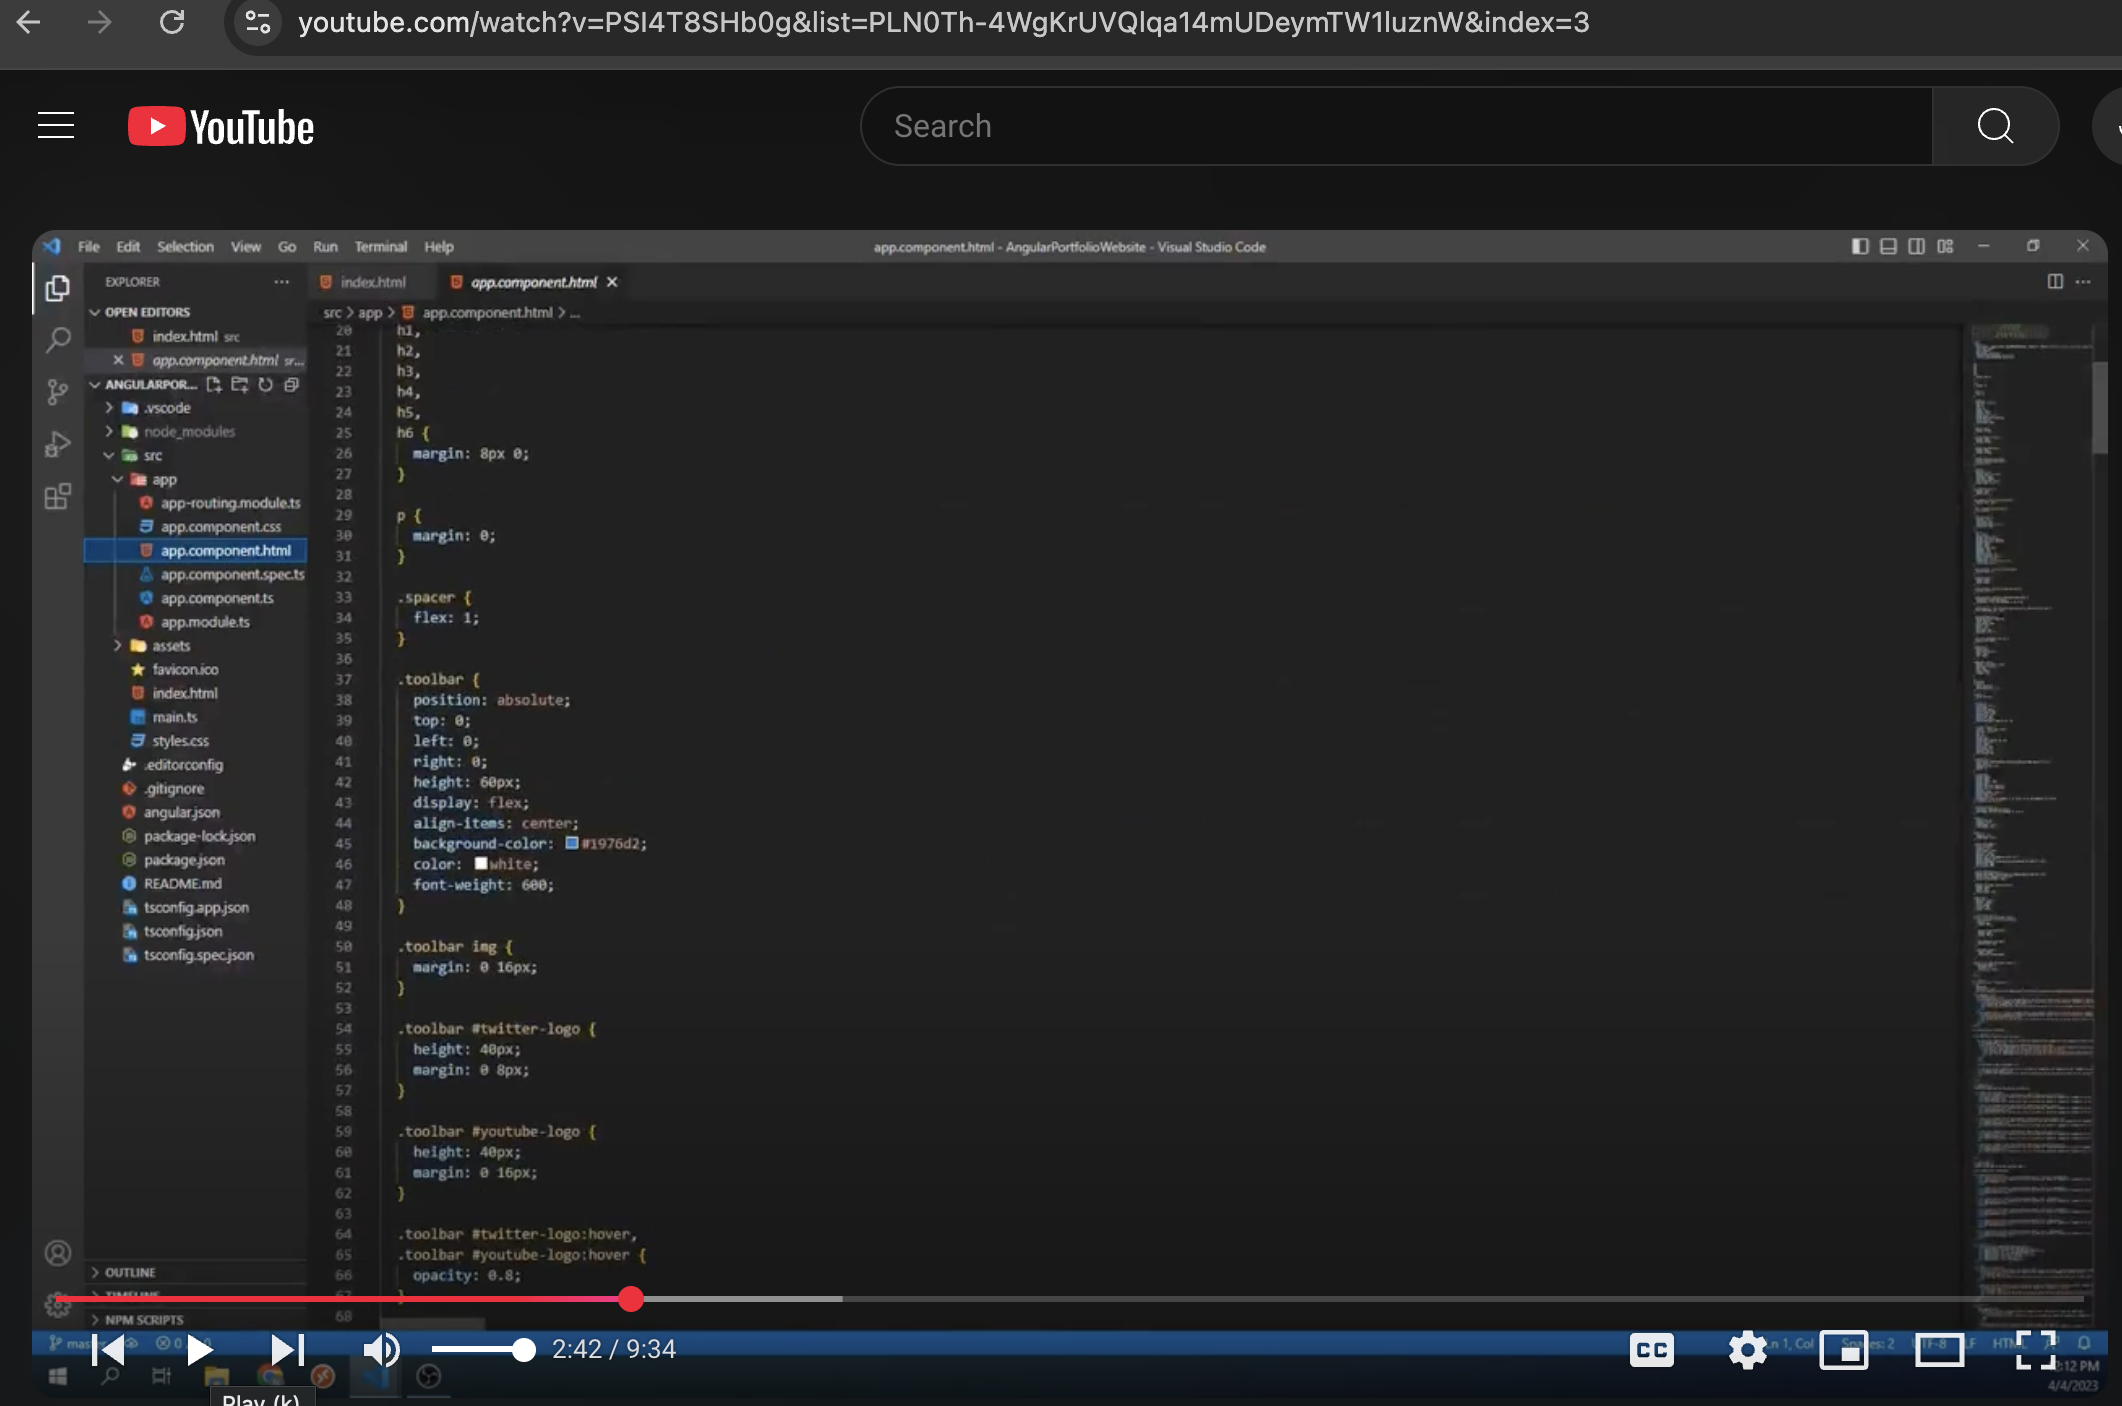 youtube.com/watch?v=PSI4T8SHb0g&list=PLN0Th-4WgKrUVQlqa14mUDeymTW1luznW&index=3
YouTube
Search
File Edit Selection View Go Run Terminal Help
app.component.html - AngularPortfolioWebsite - Visual Studio Code
EXPLORER
index.html
app.component.html
OPEN EDITORS
index.html src
app.component.html sr...
ANGULARPOR...
.vscode
node_modules
src
app
app-routing.module.ts
app.component.css
app.component.html
app.component.spec.ts
app.component.ts
app.module.ts
assets
favicon.ico
index.html
main.ts
styles.css
.editorconfig
.gitignore
angular.json
package-lock.json
package.json
README.md
tsconfig.app.json
tsconfig.json
tsconfig.spec.json
OUTLINE
TIMELINE
NPM SCRIPTS
src > app > app.component.html > ...
20 h1,
21 h2,
22 h3,
23 h4,
24 h5,
25 h6 {
26 margin: 8px 0;
27 }
28
29 p {
30 margin: 0;
31 }
32
33 .spacer {
34 flex: 1;
35 }
36
37 .toolbar {
38 position: absolute;
39 top: 0;
40 left: 0;
41 right: 0;
42 height: 60px;
43 display: flex;
44 align-items: center;
45 background-color: #1976d2;
46 color: white;
47 font-weight: 600;
48 }
49
50 .toolbar img {
51 margin: 0 16px;
52 }
53
54 .toolbar #twitter-logo {
55 height: 40px;
56 margin: 0 8px;
57 }
58
59 .toolbar #youtube-logo {
60 height: 40px;
61 margin: 0 16px;
62 }
63
64 .toolbar #twitter-logo:hover,
65 .toolbar #youtube-logo:hover {
66 opacity: 0.8;
67 }
68
2:42 / 9:34
CC
4/4/2023
Play (k)